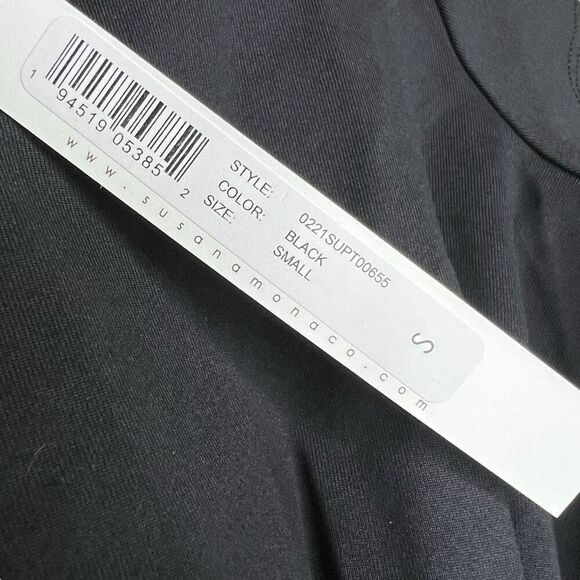 1 94519 05385 2
STYLE: 0221SUPT00655
COLOR: BLACK
SIZE: SMALL
S
www.susanamonaco.com